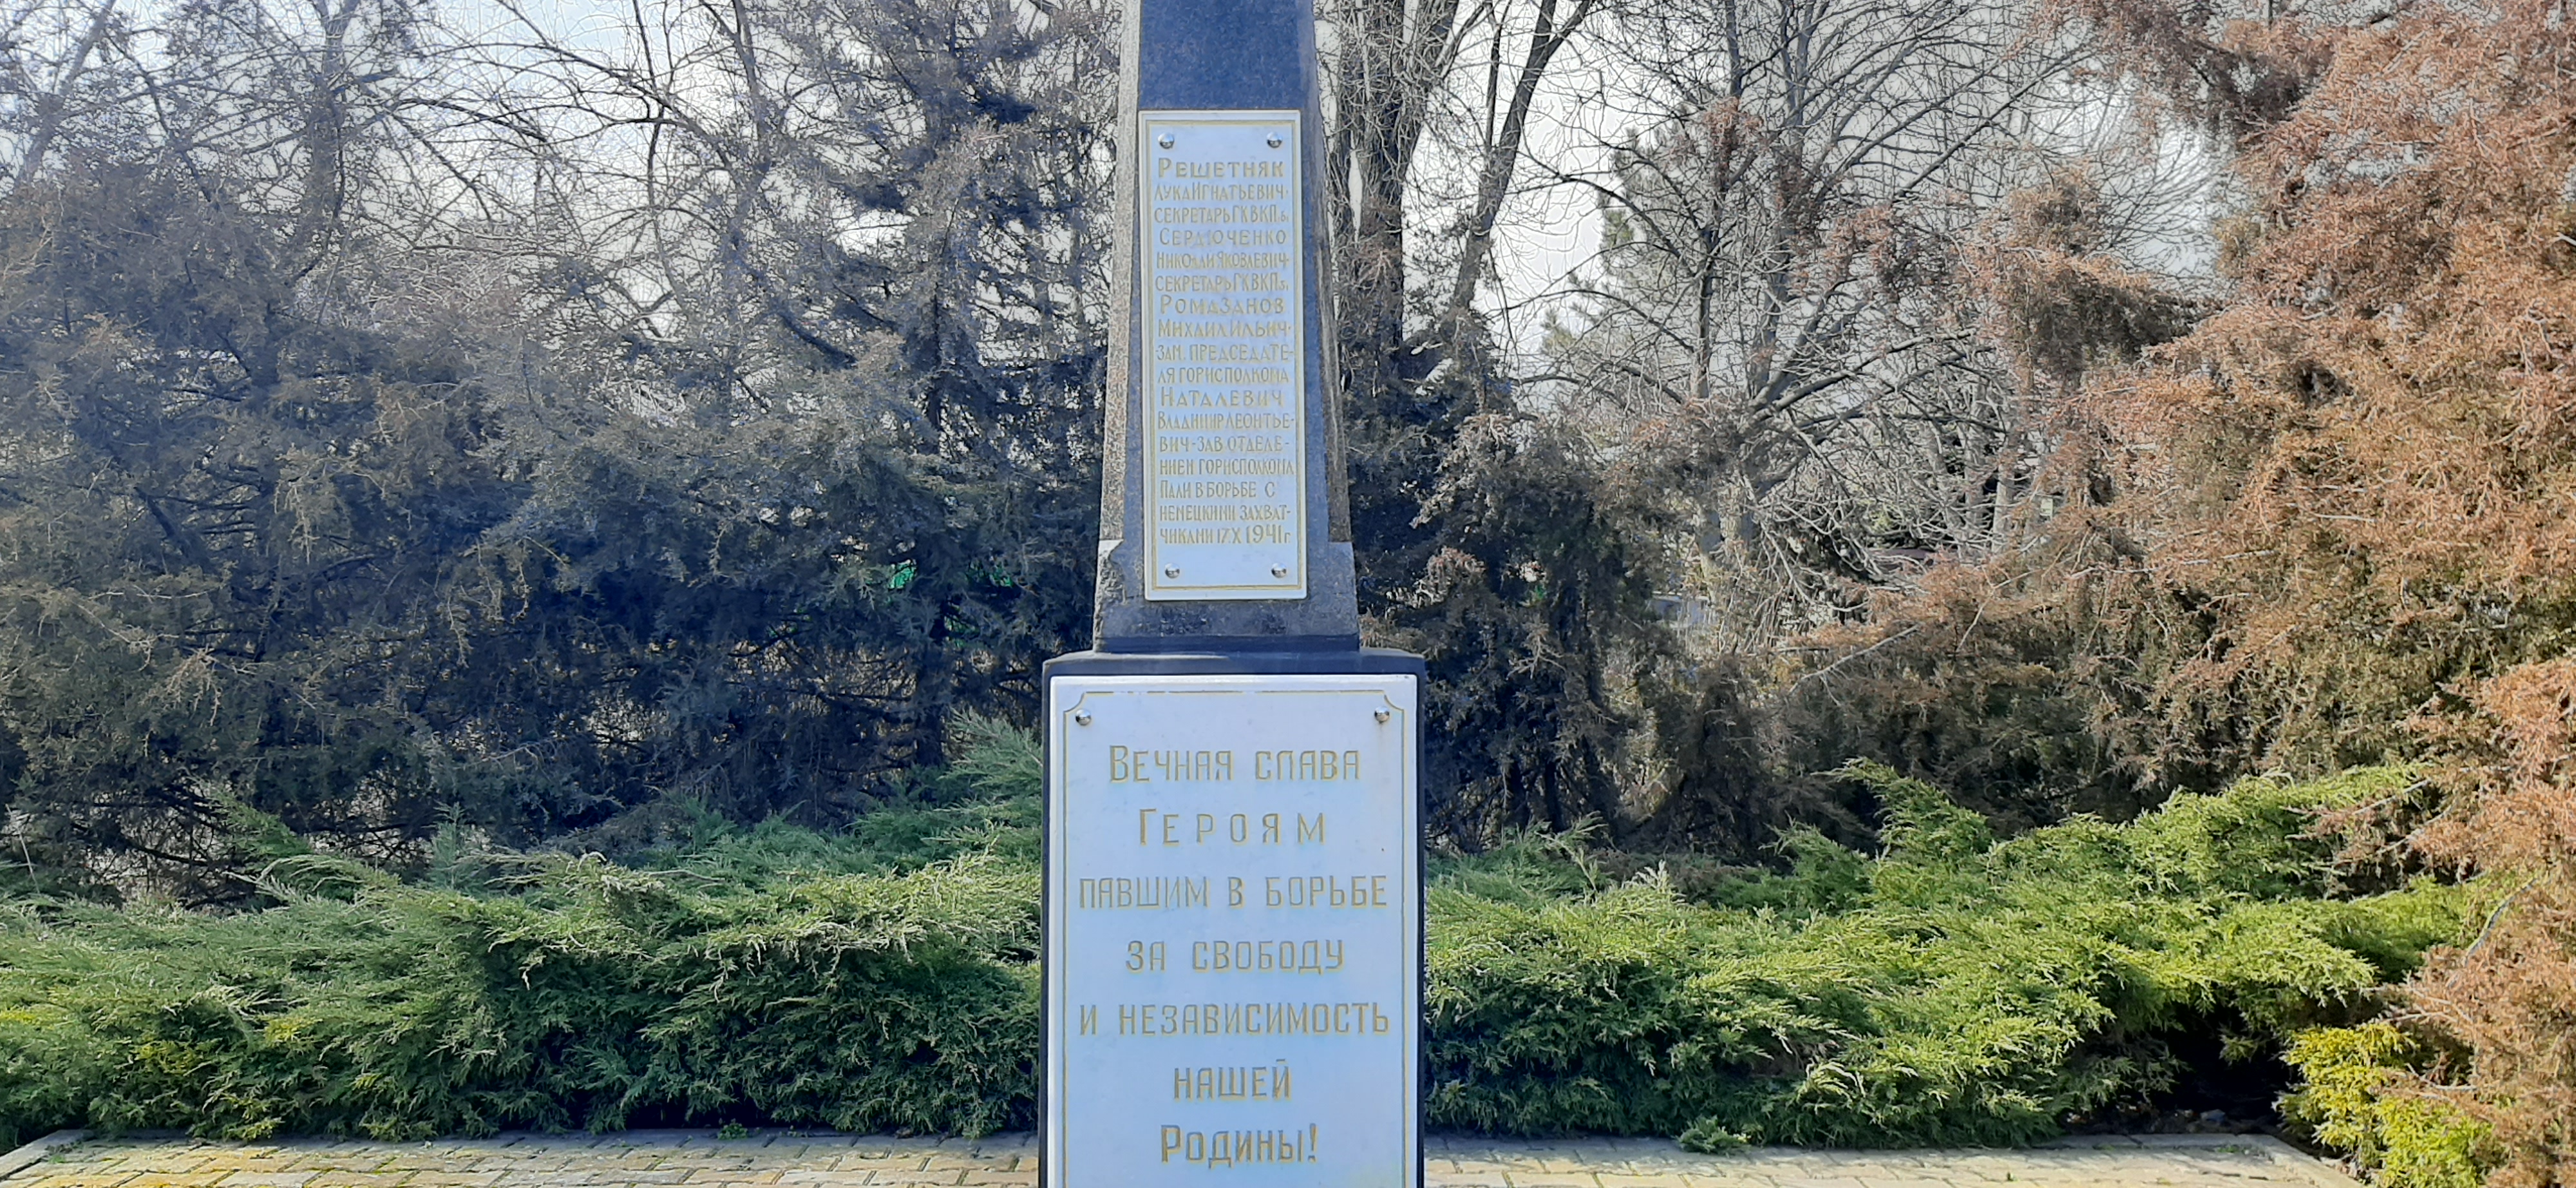 РЕШЕТНЯК
ЛУКА ИГНАТЬЕВИЧ-
СЕКРЕТАРЬ ГК ВКП(б).
СЕРДЮЧЕНКО
НИКОЛАЙ ЯКОВЛЕВИЧ-
СЕКРЕТАРЬ ГК ВКП(б).
РОМАЗАНОВ
МИХАИЛ ИЛЬИЧ-
ЗАМ. ПРЕДСЕДАТЕ-
ЛЯ ГОРИСПОЛКОМА
НАТАЛЕВИЧ
ВЛАДИМИР ЛЕОНТЬЕ-
ВИЧ-ЗАВ ОТДЕЛЕ-
НИЕМ ГОРИСПОЛКОМА
ПАЛИ В БОРЬБЕ С
НЕМЕЦКИМИ ЗАХВАТ-
ЧИКАМИ 17 X 1941 г.
ВЕЧНАЯ СЛАВА
ГЕРОЯМ
ПАВШИМ В БОРЬБЕ
ЗА СВОБОДУ
И НЕЗАВИСИМОСТЬ
НАШЕЙ
РОДИНЫ!